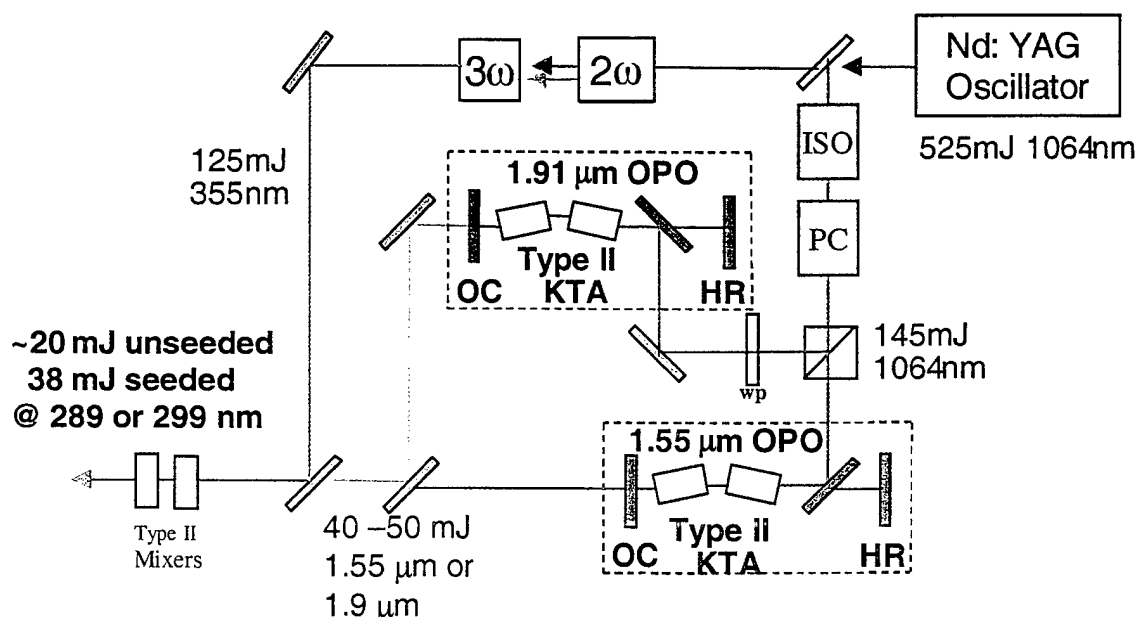 Nd: YAG
Oscillator
525mJ 1064nm
3ω
2ω
ISO
PC
125mJ
355nm
1.91 μm OPO
Type II
OC
KTA
HR
145mJ
1064nm
wp
~20 mJ unseeded
38 mJ seeded
@ 289 or 299 nm
1.55 μm OPO
Type II
OC
KTA
HR
Type II
Mixers
40 –50 mJ
1.55 μm or
1.9 μm